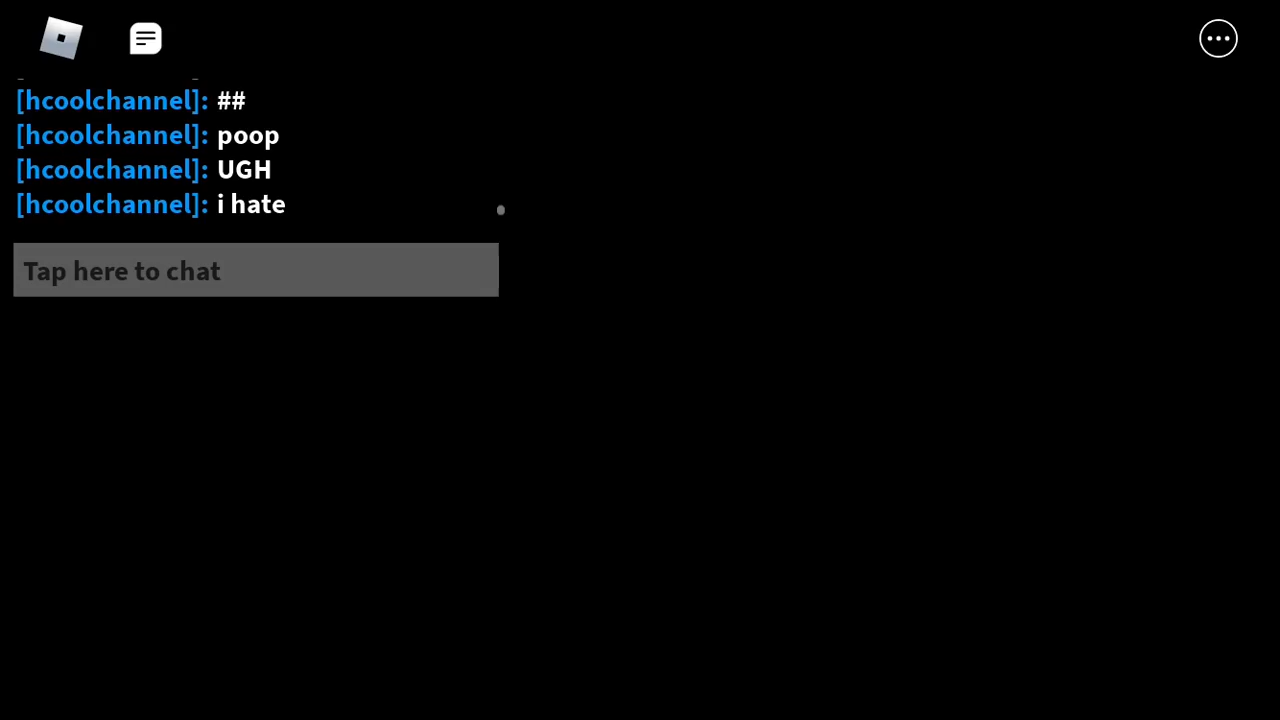 [hcoolchannel]: ##
[hcoolchannel]: poop
[hcoolchannel]: UGH
[hcoolchannel]: i hate
Tap here to chat